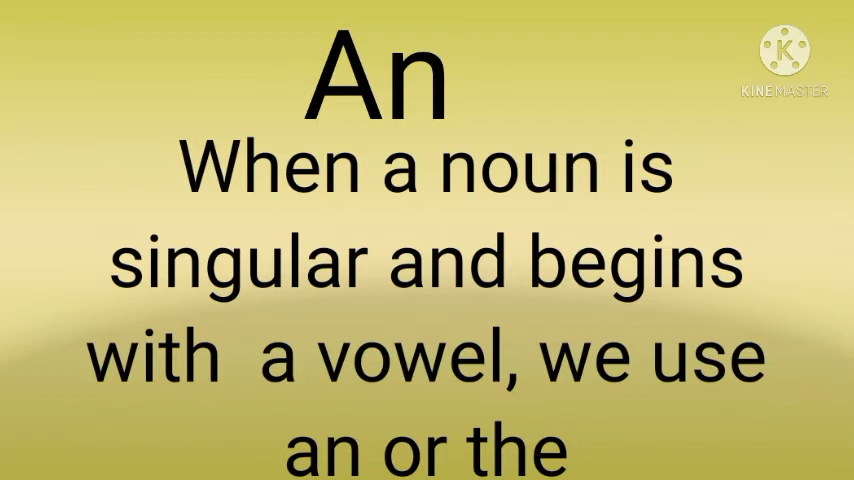 An
KINEMASTER
When a noun is
singular and begins
with  a vowel, we use
an or the